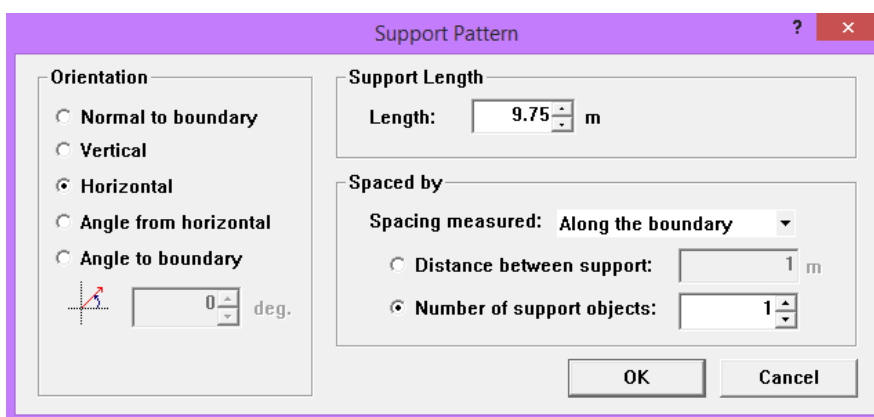 Support Pattern
?
×
Orientation
Normal to boundary
Vertical
Horizontal
Angle from horizontal
Angle to boundary
0 deg.
Support Length
Length: 9.75 m
Spaced by
Spacing measured: Along the boundary
Distance between support: 1 m
Number of support objects: 1
OK Cancel